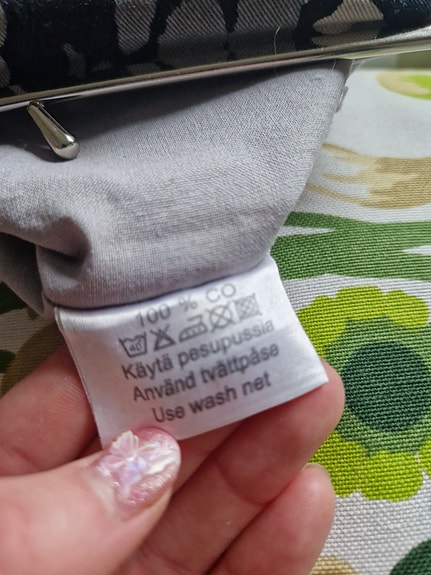 100 % CO
Käytä pesupussia
Använd tvättpåse
Use wash net